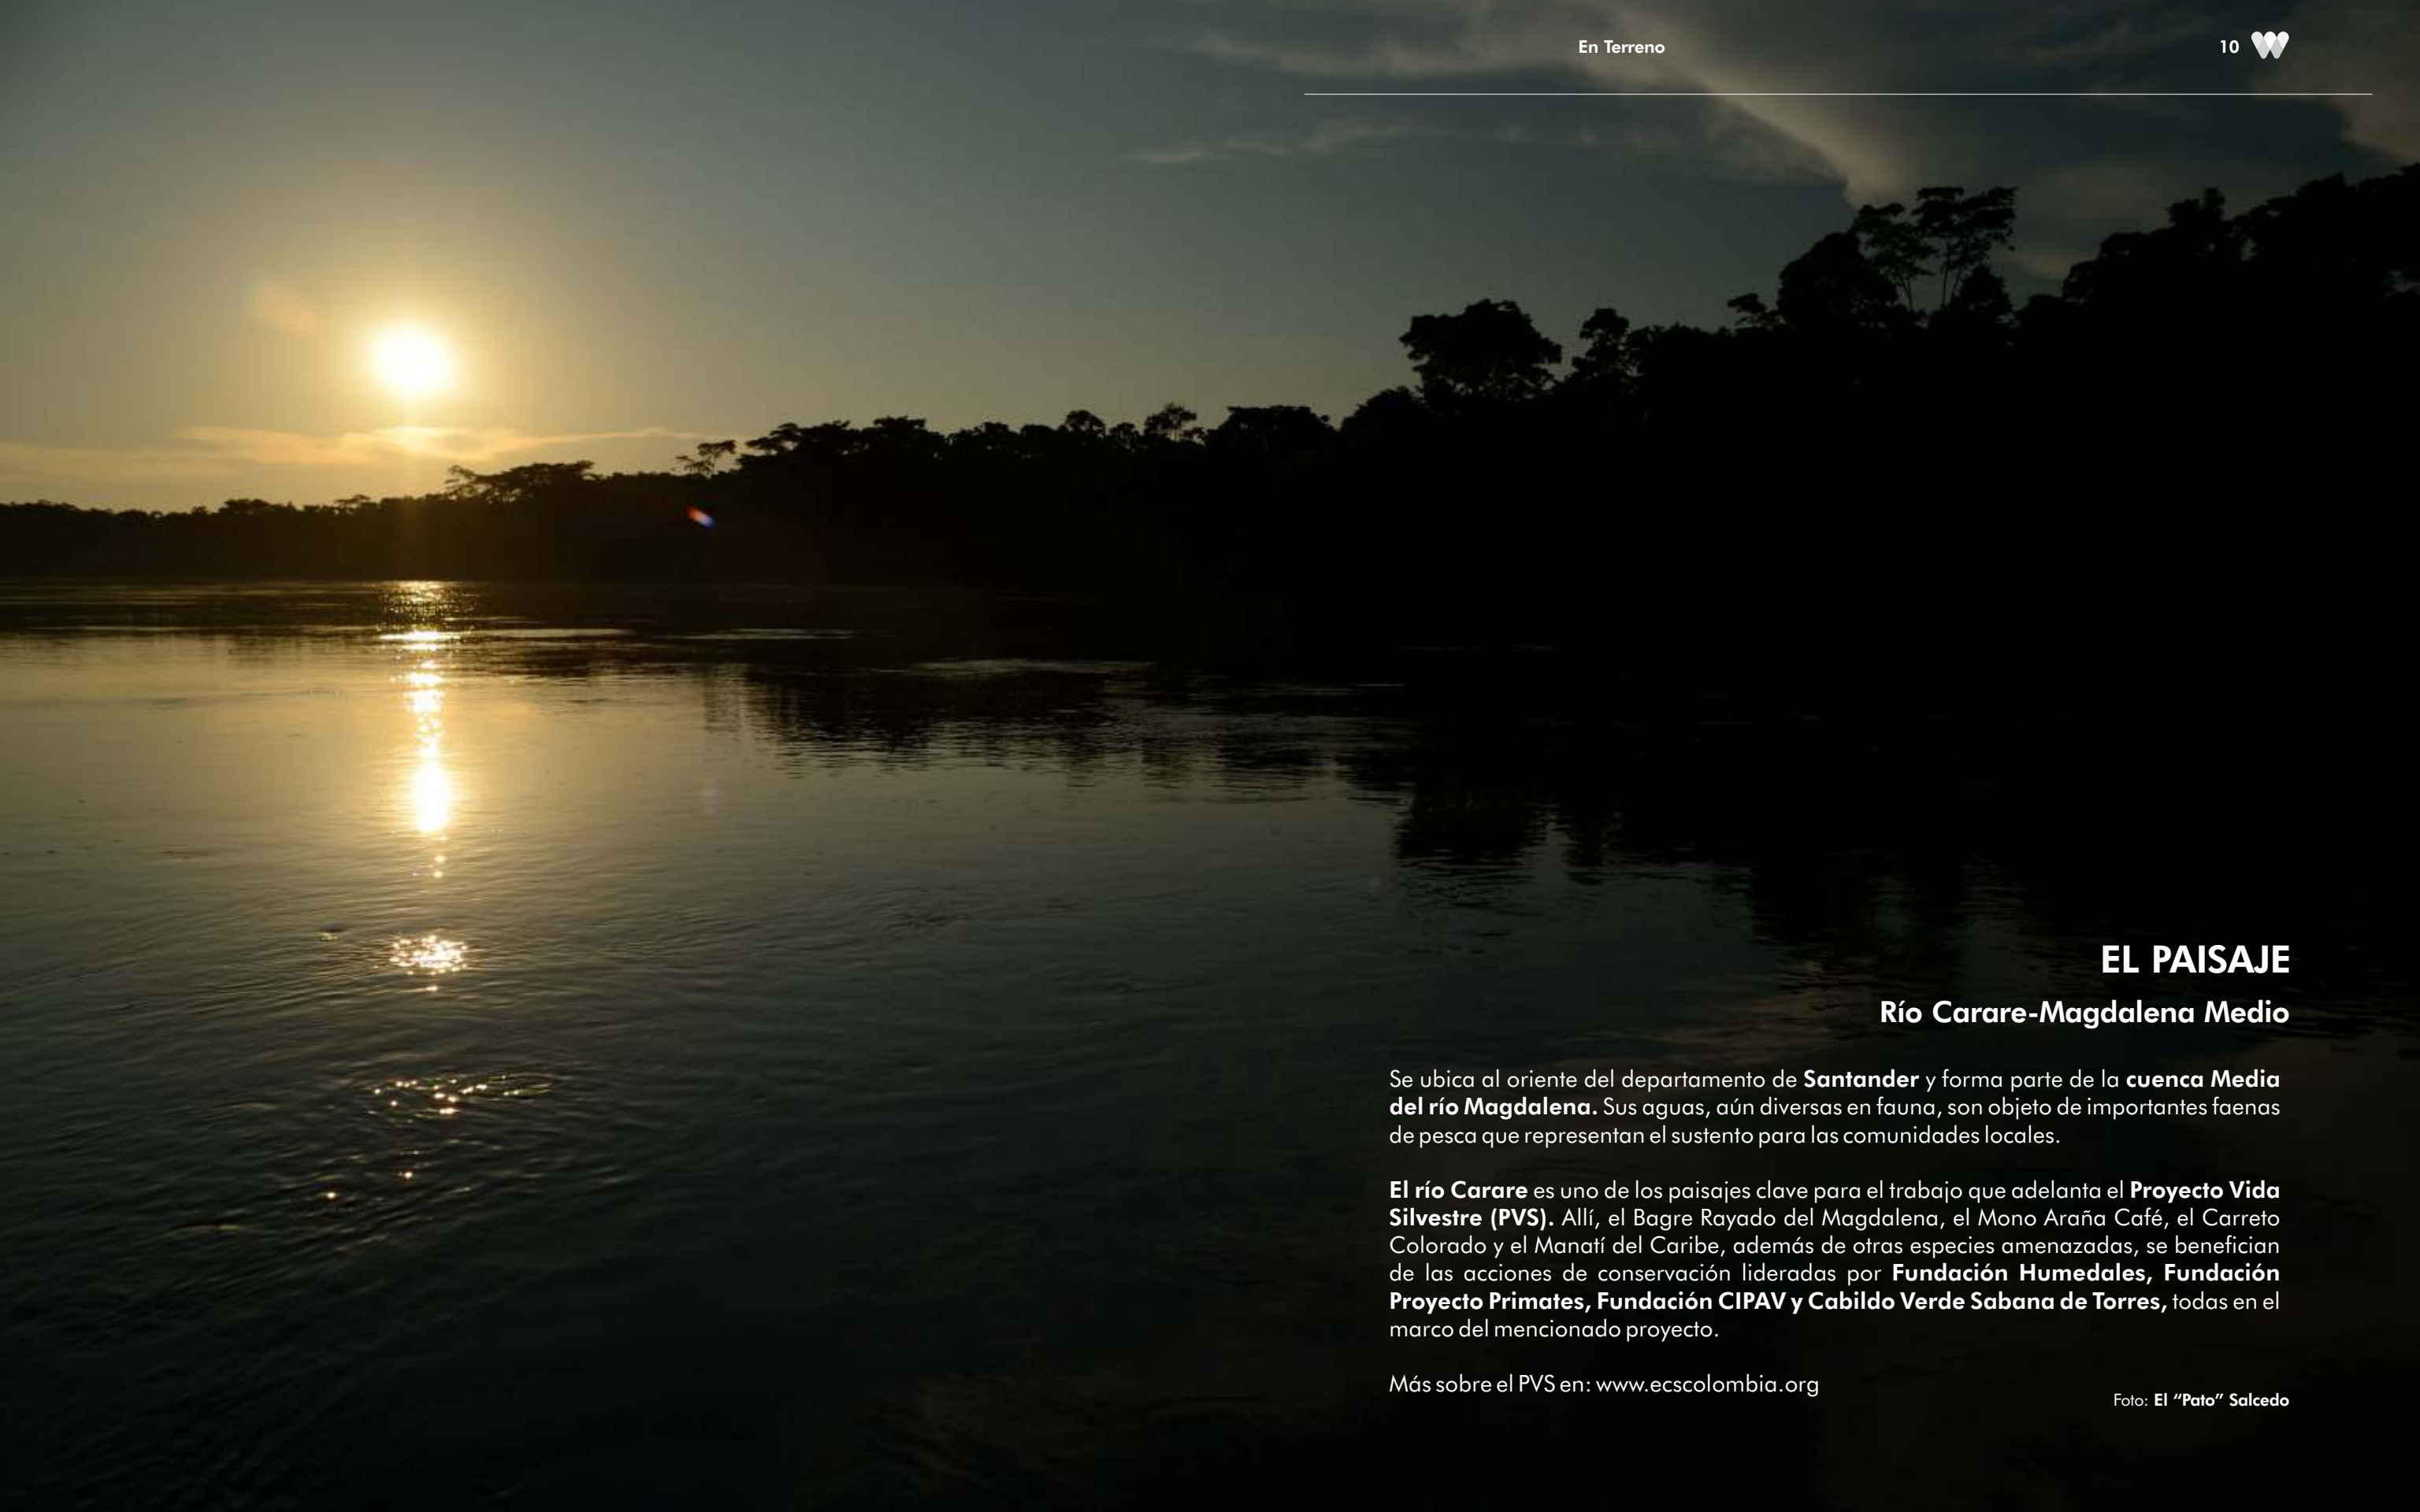 En Terreno
10
EL PAISAJE
Río Carare-Magdalena Medio
Se ubica al oriente del departamento de Santander y forma parte de la cuenca Media
del río Magdalena. Sus aguas, aún diversas en fauna, son objeto de importantes faenas
de pesca que representan el sustento para las comunidades locales.
El río Carare es uno de los paisajes clave para el trabajo que adelanta el Proyecto Vida
Silvestre (PVS). Allí, el Bagre Rayado del Magdalena, el Mono Araña Café, el Carreto
Colorado y el Manatí del Caribe, además de otras especies amenazadas, se benefician
de las acciones de conservación lideradas por Fundación Humedales, Fundación
Proyecto Primates, Fundación CIPAV y Cabildo Verde Sabana de Torres, todas en el
marco del mencionado proyecto.
Más sobre el PVS en: www.ecscolombia.org
Foto: El “Pato” Salcedo